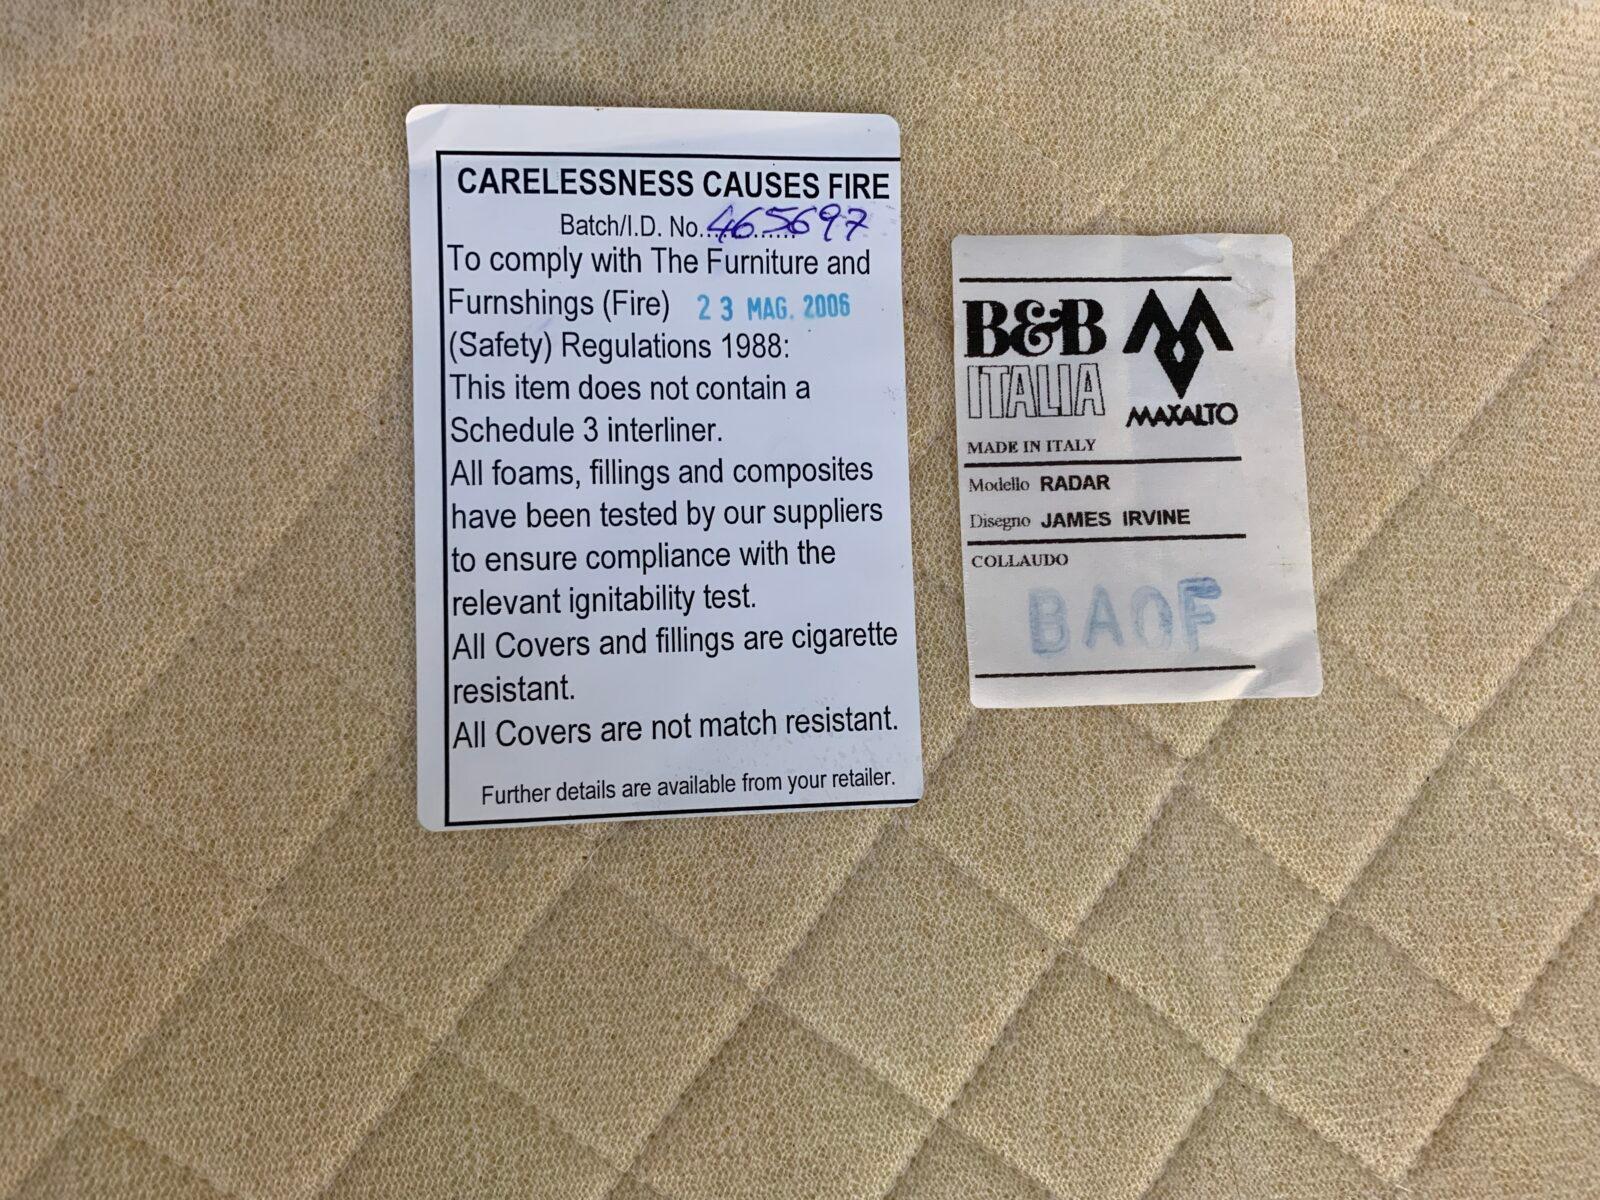 CARELESSNESS CAUSES FIRE
Batch/I.D. No...465697
To comply with The Furniture and
Furnshings (Fire) 23 MAG. 2006
(Safety) Regulations 1988:
This item does not contain a
Schedule 3 interliner.
All foams, fillings and composites
have been tested by our suppliers
to ensure compliance with the
relevant ignitability test.
All Covers and fillings are cigarette
resistant.
All Covers are not match resistant.
Further details are available from your retailer.
B&B
ITALIA
MAXALTO
MADE IN ITALY
Modello RADAR
Disegno JAMES IRVINE
COLLAUDO
BAOF